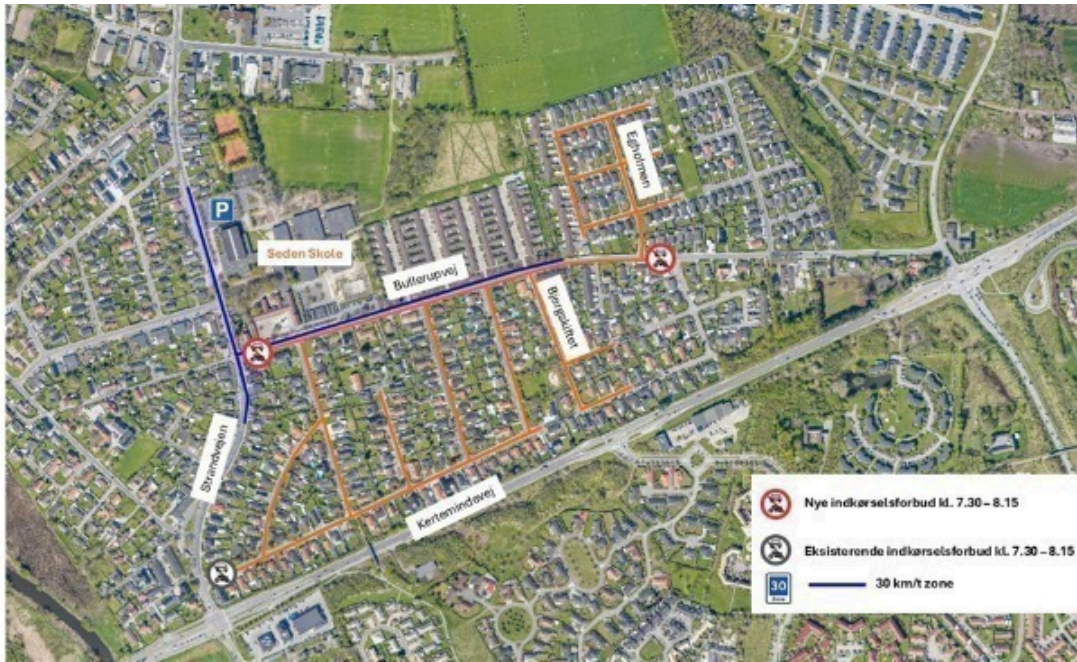 P
Egholmen
Seden Skole
Bullerupvej
Bjergskiftet
Strandvejen
Kertemindevej
Nye indkørselsforbud kl. 7.30 – 8.15
Eksisterende indkørselsforbud kl. 7.30 – 8.15
30
Zone
30 km/t zone